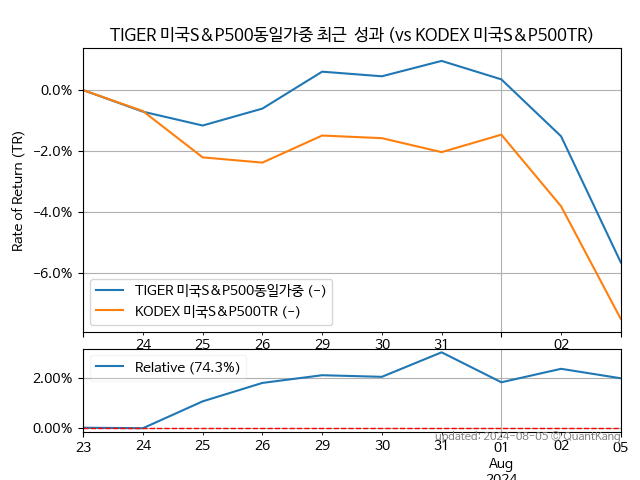 TIGER 미국S&P500동일가중 최근 성과 (vs KODEX 미국S&P500TR)
Rate of Return (TR)
0.0%
−2.0%
−4.0%
−6.0%
TIGER 미국S&P500동일가중 (-)
KODEX 미국S&P500TR (-)
24 25 26 29 30 31 02
Relative (74.3%)
2.00%
0.00%
updated: 2024-08-05 © QuantKang
23 24 25 26 29 30 31 01 02 05
Aug
2024